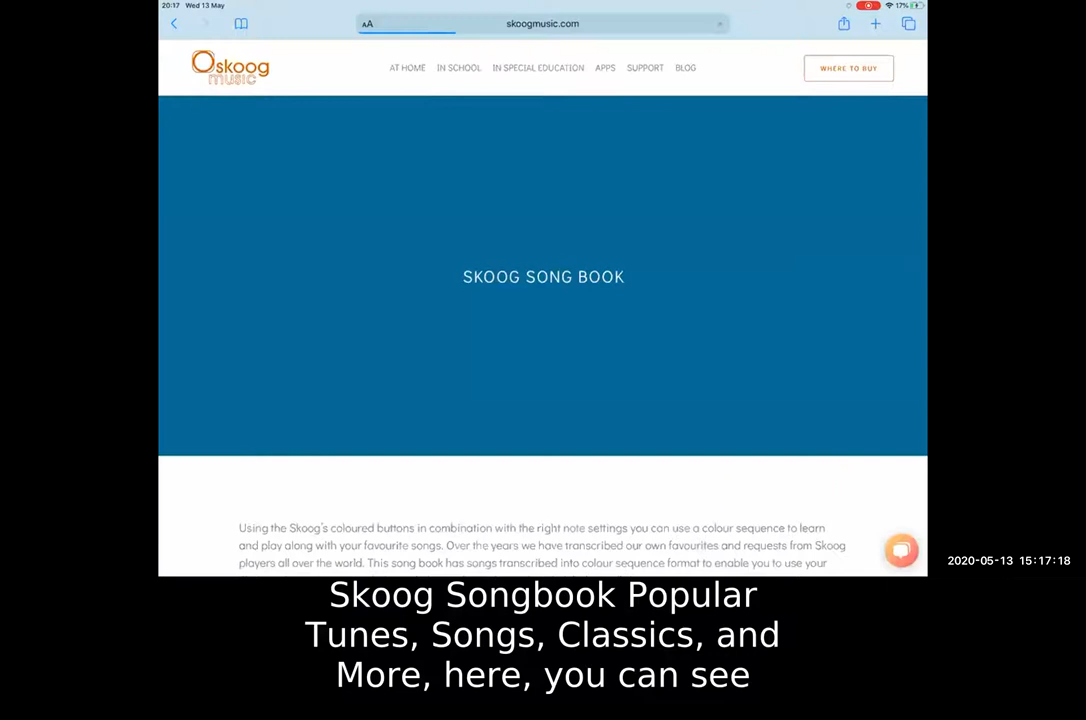 20:17 Wed 13 May
17%
AA
skoogmusic.com
skoog
music
AT HOME IN SCHOOL IN SPECIAL EDUCATION APPS SUPPORT BLOG
WHERE TO BUY
SKOOG SONG BOOK
Using the Skoog's coloured buttons in combination with the right note settings you can use a colour sequence to learn
and play along with your favourite songs. Over the years we have transcribed our own favourites and requests from Skoog
players all over the world. This song book has songs transcribed into colour sequence format to enable you to use your
2020-05-13 15:17:18
Skoog Songbook Popular
Tunes, Songs, Classics, and
More, here, you can see